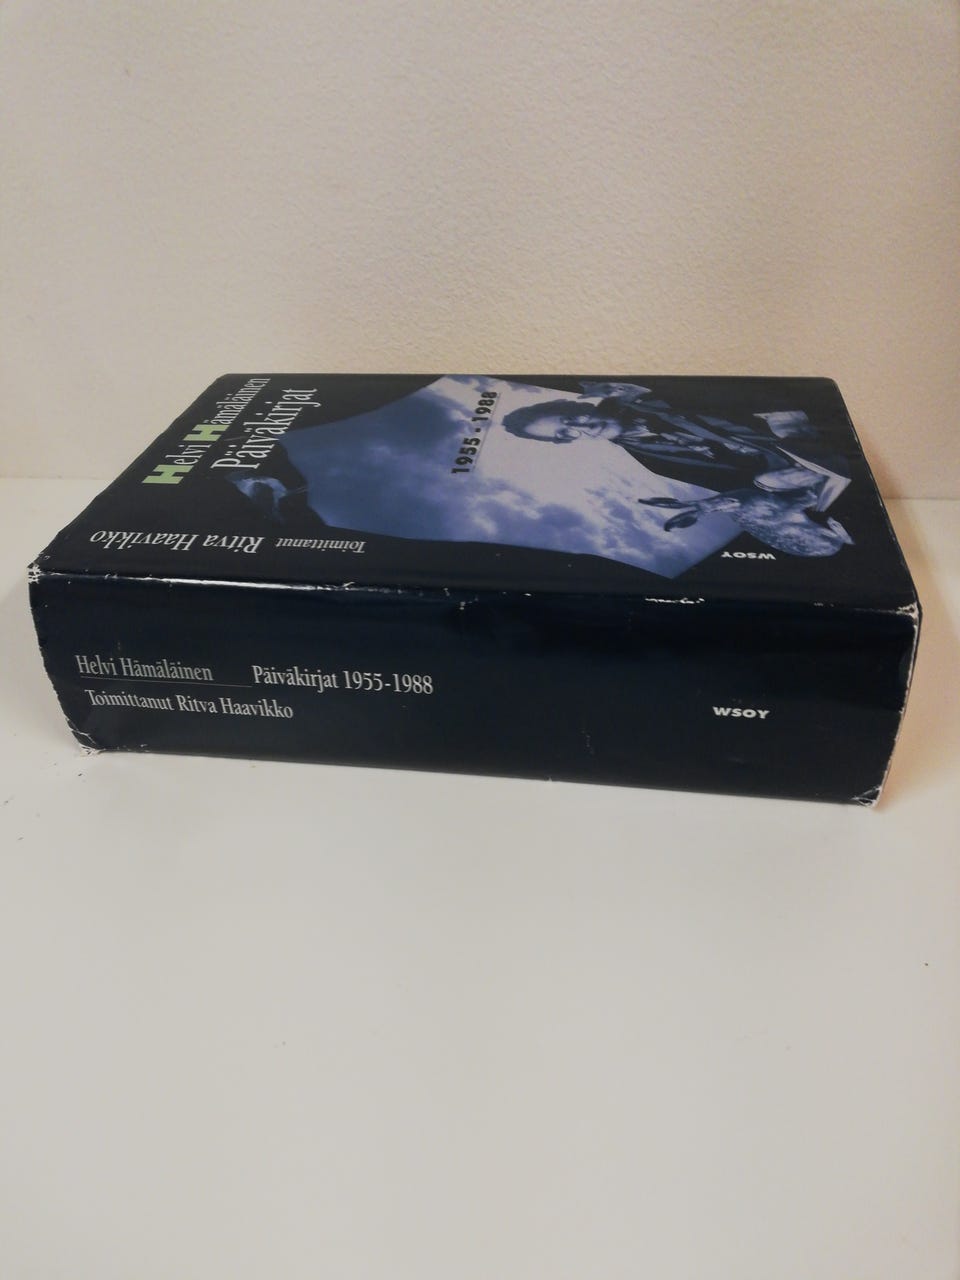 Helvi Hämäläinen
Päiväkirjat
1955 - 1988
Toimittanut Ritva Haavikko
WSOY
Helvi Hämäläinen Päiväkirjat 1955-1988
Toimittanut Ritva Haavikko
WSOY